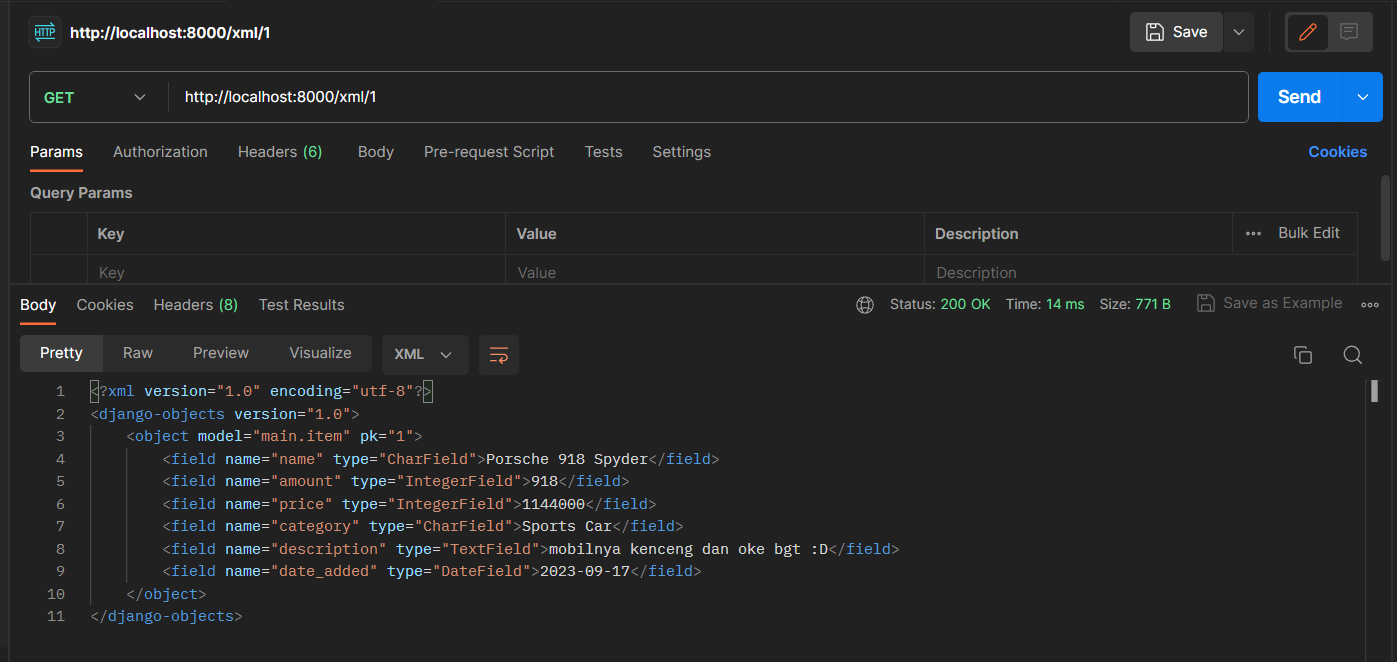 HTTP http://localhost:8000/xml/1 Save
GET http://localhost:8000/xml/1 Send
Params Authorization Headers (6) Body Pre-request Script Tests Settings Cookies
Query Params
Key Value Description ••• Bulk Edit
Key Value Description
Body Cookies Headers (8) Test Results Status: 200 OK Time: 14 ms Size: 771 B Save as Example
Pretty Raw Preview Visualize XML
1 <?xml version="1.0" encoding="utf-8"?>
2 <django-objects version="1.0">
3 <object model="main.item" pk="1">
4 <field name="name" type="CharField">Porsche 918 Spyder</field>
5 <field name="amount" type="IntegerField">918</field>
6 <field name="price" type="IntegerField">1144000</field>
7 <field name="category" type="CharField">Sports Car</field>
8 <field name="description" type="TextField">mobilnya kenceng dan oke bgt :D</field>
9 <field name="date_added" type="DateField">2023-09-17</field>
10 </object>
11 </django-objects>